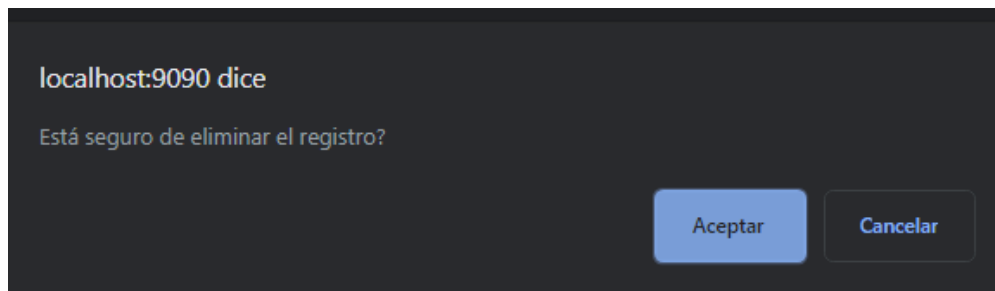 localhost:9090 dice
Está seguro de eliminar el registro?
Aceptar
Cancelar